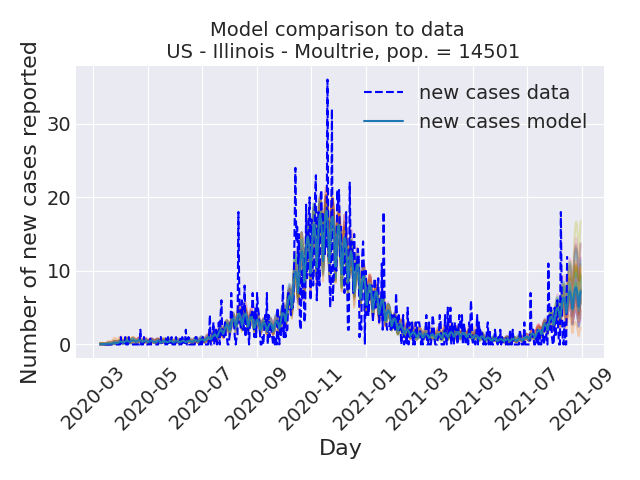 Model comparison to data
US - Illinois - Moultrie, pop. = 14501
new cases data
new cases model
Number of new cases reported
30
20
10
0
2020-03
2020-05
2020-07
2020-09
2020-11
2021-01
2021-03
2021-05
2021-07
2021-09
Day